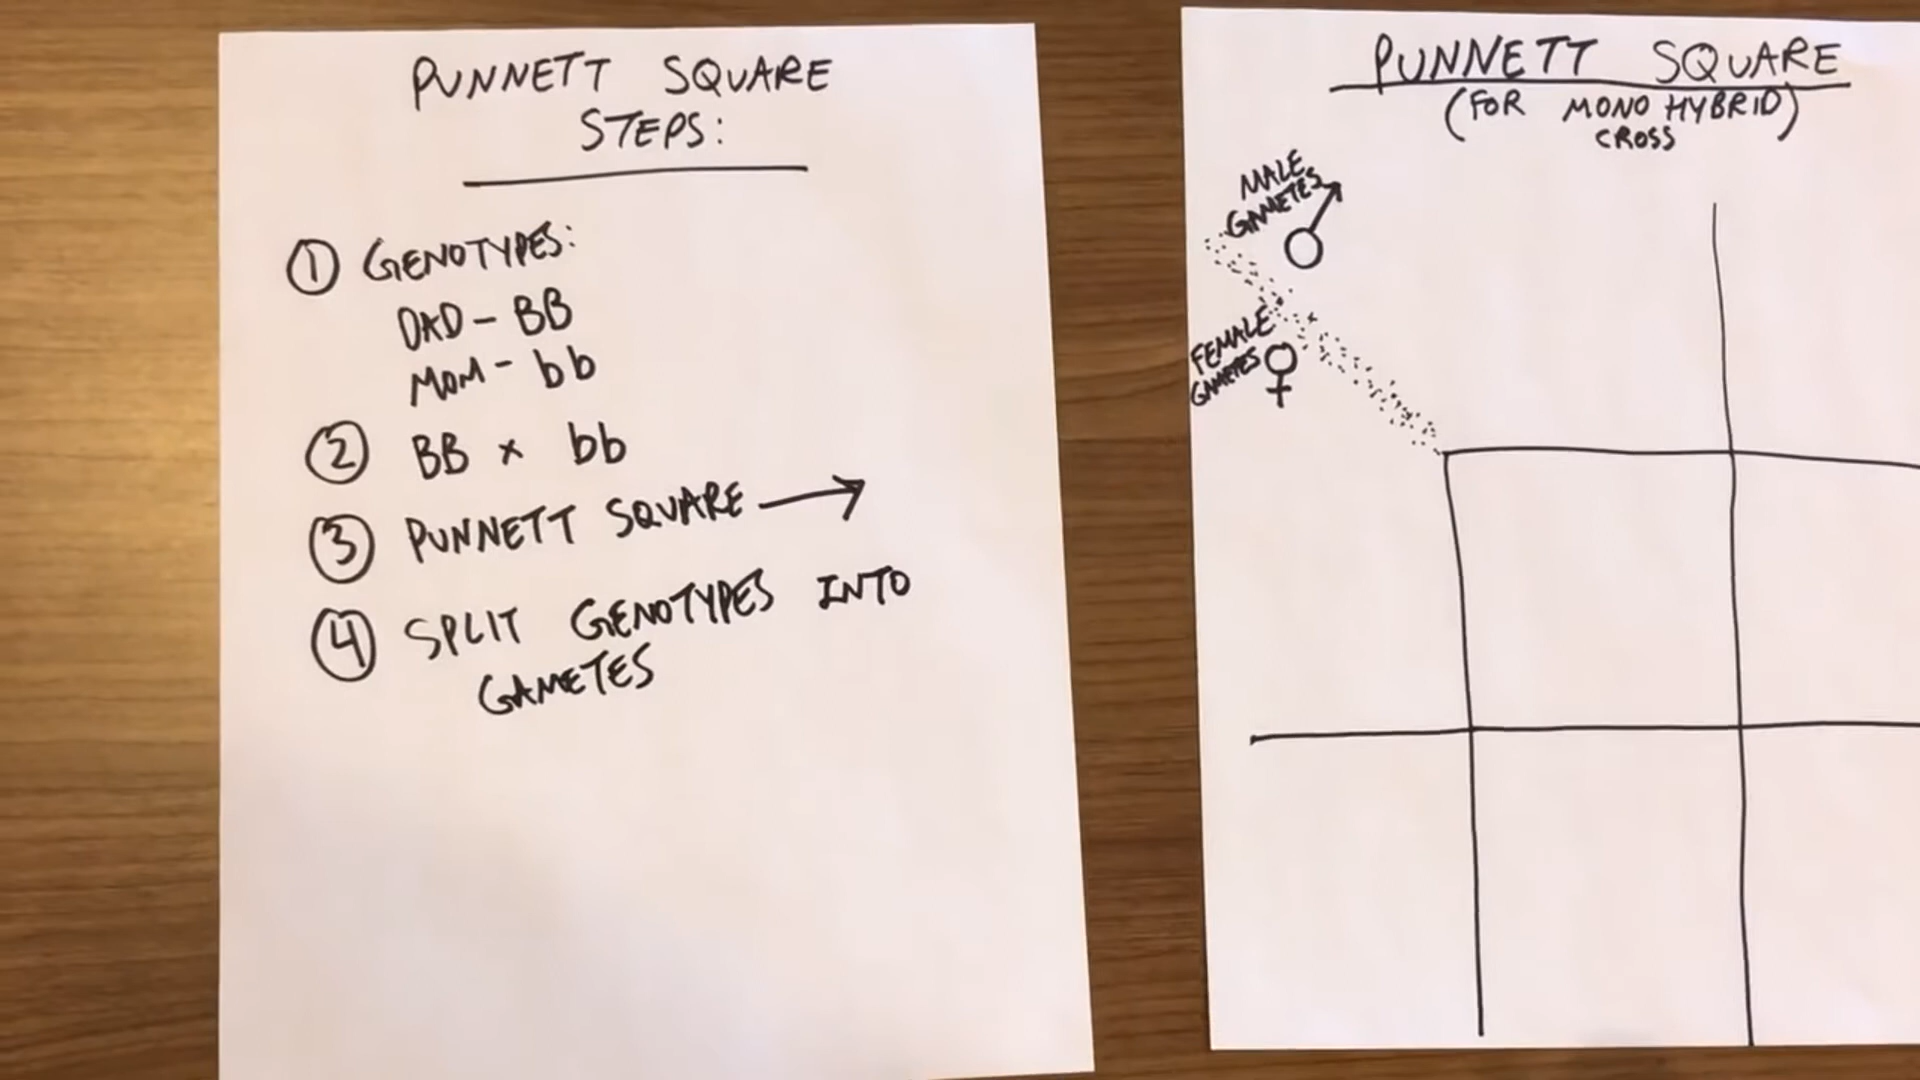 PUNNETT SQUARE
STEPS:
① GENOTYPES:
DAD - BB
MOM - bb
② BB x bb
③ PUNNETT SQUARE →
④ SPLIT GENOTYPES INTO
GAMETES
PUNNETT SQUARE
(FOR MONO HYBRID)
CROSS
MALE
GAMETES
♂
FEMALE
GAMETES
♀